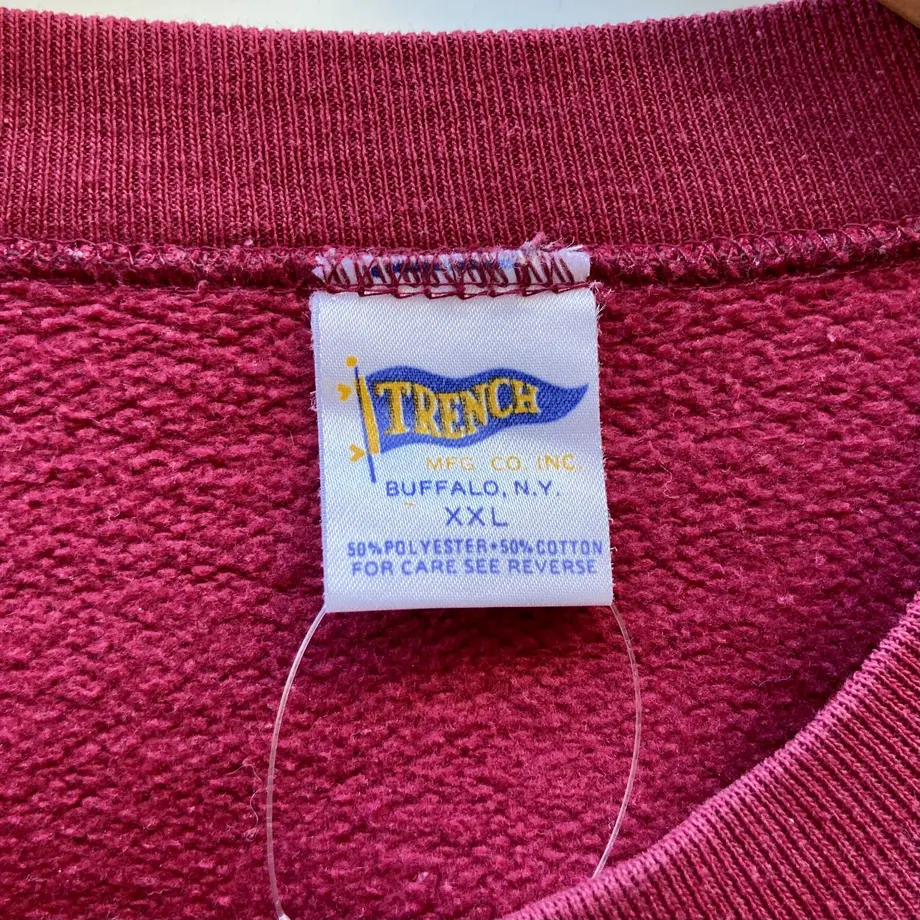 TRENCH
MFG CO INC
BUFFALO, N.Y.
XXL
50% POLYESTER • 50% COTTON
FOR CARE SEE REVERSE